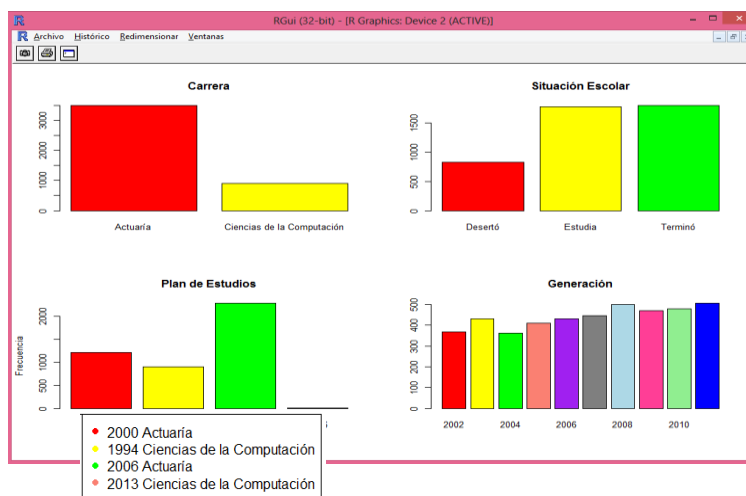 RGui (32-bit) - [R Graphics: Device 2 (ACTIVE)]
Archivo Histórico Redimensionar Ventanas
Carrera
0 1000 2000 3000
Actuaría Ciencias de la Computación
Situación Escolar
0 500 1000 1500
Desertó Estudia Terminó
Plan de Estudios
Frecuencia
0 500 1000 2000
2000 Actuaría
1994 Ciencias de la Computación
2006 Actuaría
2013 Ciencias de la Computación
Generación
0 100 200 300 400 500
2002 2004 2006 2008 2010